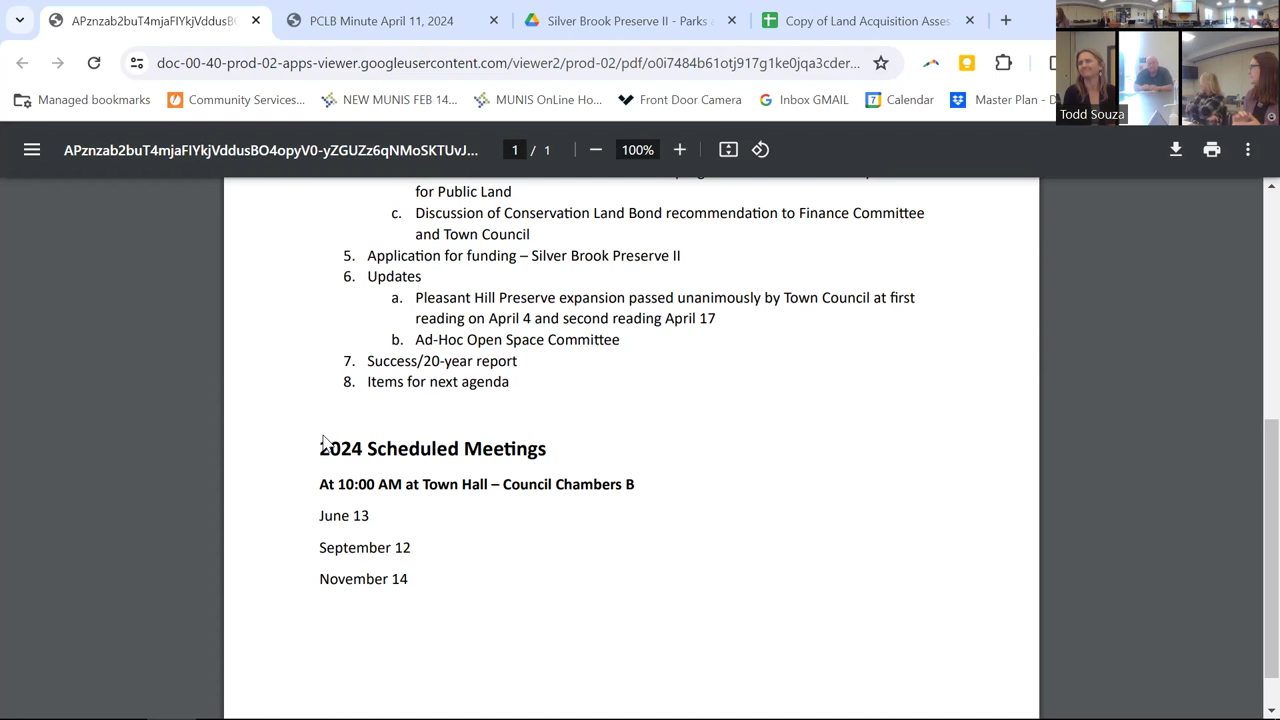 APznzab2buT4mjaFIYkjVddusBC
PCLB Minute April 11, 2024
Silver Brook Preserve II - Parks
Copy of Land Acquisition Asses
doc-00-40-prod-02-apps-viewer.googleusercontent.com/viewer2/prod-02/pdf/o0i7484b61otj917g1ke0jqa3cder...
Managed bookmarks
Community Services...
NEW MUNIS FEB 14...
MUNIS OnLine Ho...
Front Door Camera
Inbox GMAIL
Calendar
Master Plan - D
Todd Souza
APznzab2buT4mjaFIYkjVddusBO4opyV0-yZGUZz6qNMoSKTUvJ...
1 / 1
100%
for Public Land
c. Discussion of Conservation Land Bond recommendation to Finance Committee
and Town Council
5. Application for funding – Silver Brook Preserve II
6. Updates
a. Pleasant Hill Preserve expansion passed unanimously by Town Council at first
reading on April 4 and second reading April 17
b. Ad-Hoc Open Space Committee
7. Success/20-year report
8. Items for next agenda
2024 Scheduled Meetings
At 10:00 AM at Town Hall – Council Chambers B
June 13
September 12
November 14